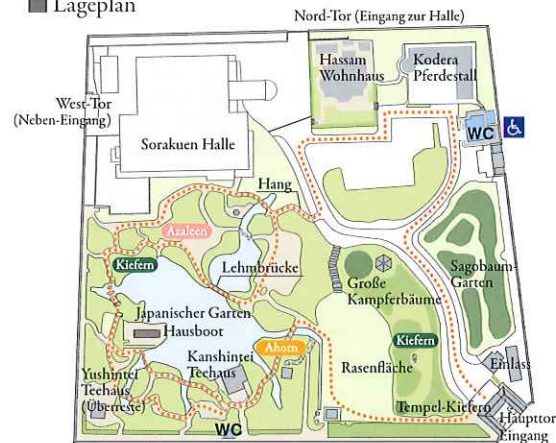 Lageplan
Nord-Tor (Eingang zur Halle)
Hassam
Wohnhaus
Kodera
Pferdestall
West-Tor
(Neben-Eingang)
WC
Sorakuen Halle
Hang
Azaleen
Kiefern
Lehmbrücke
Sagobaum-
Garten
Große
Kampferbäume
Japanischer Garten
Hausboot
Ahorn
Kiefern
Kanshintei
Teehaus
Rasenfläche
Einlass
Yushintei
Teehaus
(Überreste)
Tempel-Kiefern
WC
Haupttor
Eingang